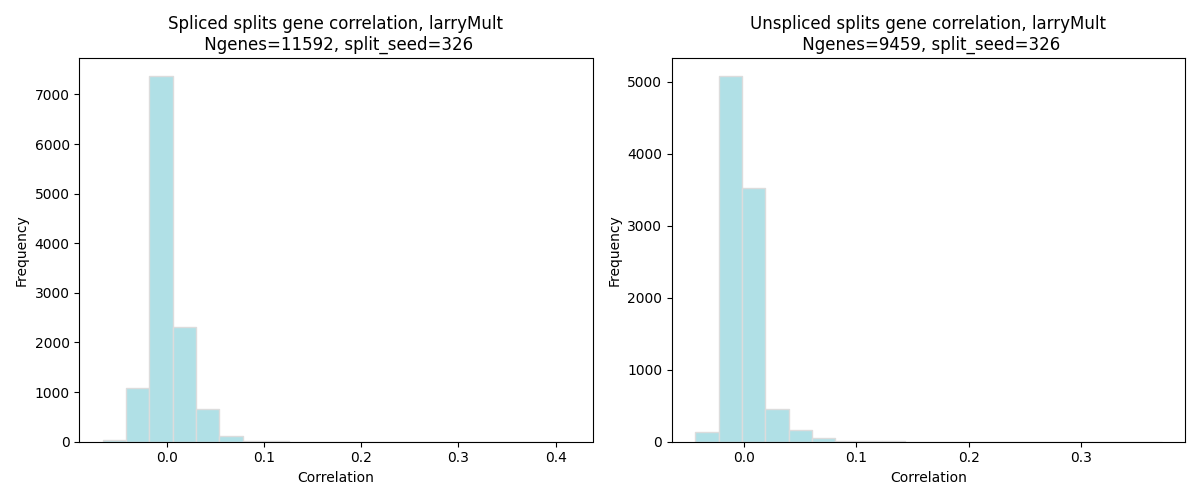 Spliced splits gene correlation, larryMult
Ngenes=11592, split_seed=326
7000
6000
5000
4000
3000
2000
1000
0
Frequency
0.0 0.1 0.2 0.3 0.4
Correlation
Unspliced splits gene correlation, larryMult
Ngenes=9459, split_seed=326
5000
4000
3000
2000
1000
0
Frequency
0.0 0.1 0.2 0.3
Correlation